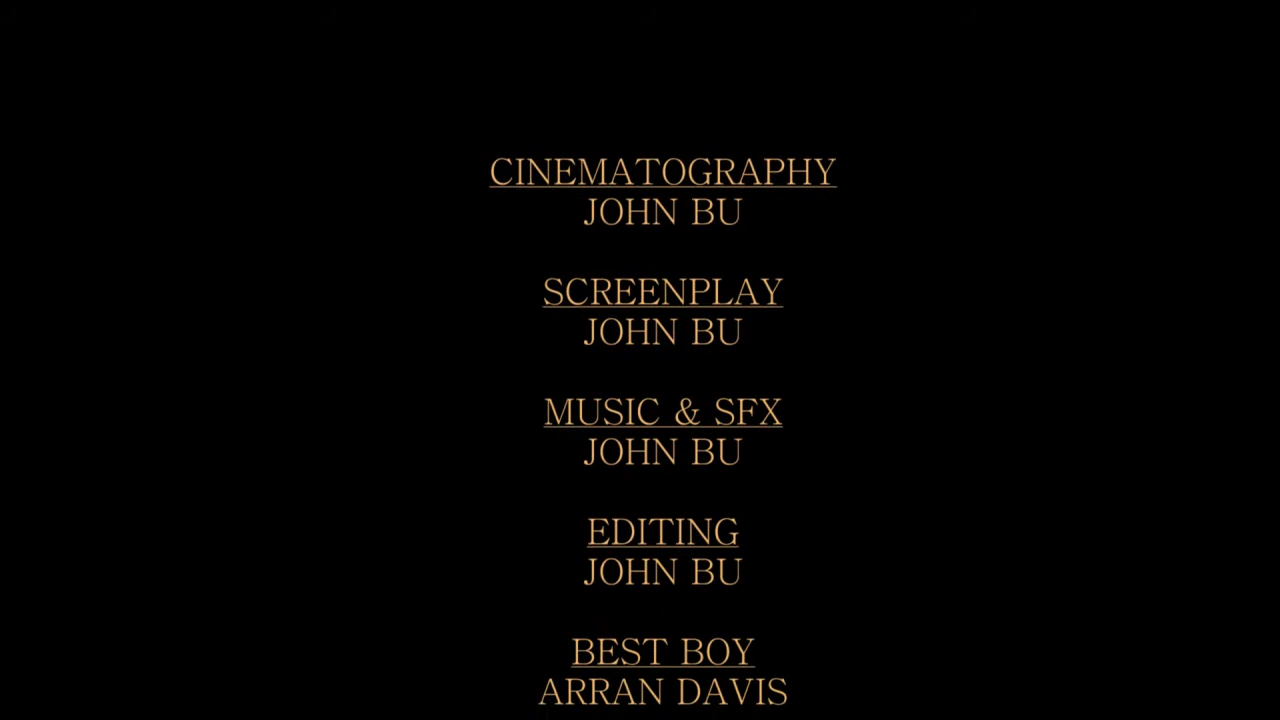 CINEMATOGRAPHY
JOHN BU
SCREENPLAY
JOHN BU
MUSIC & SFX
JOHN BU
EDITING
JOHN BU
BEST BOY
ARRAN DAVIS